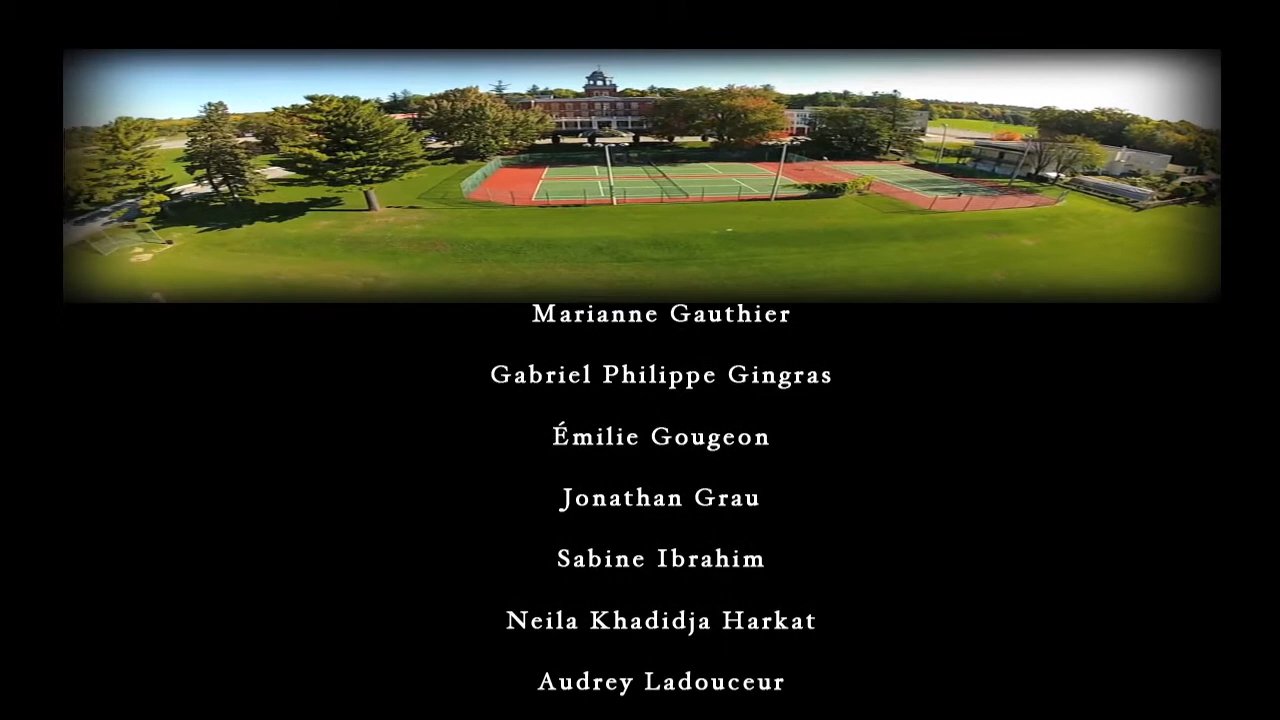 Marianne Gauthier
Gabriel Philippe Gingras
Émilie Gougeon
Jonathan Grau
Sabine Ibrahim
Neila Khadidja Harkat
Audrey Ladouceur